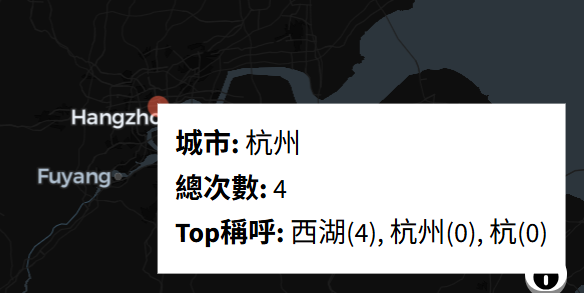 Hangzho
Fuyang
城市: 杭州
總次數: 4
Top稱呼: 西湖(4), 杭州(0), 杭(0)